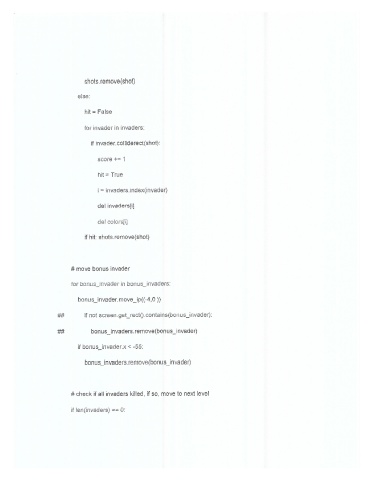 shots.remove(shot)
else:
hit = False
for invader in invaders:
if invader.colliderect(shot):
score += 1
hit = True
i = invaders.index(invader)
del invaders[i]
del colors[i]
if hit: shots.remove(shot)
# move bonus invader
for bonus_invader in bonus_invaders:
bonus_invader.move_ip((-4,0 ))
## if not screen.get_rect().contains(bonus_invader):
## bonus_invaders.remove(bonus_invader)
if bonus_invader.x < -55:
bonus_invaders.remove(bonus_invader)
# check if all invaders killed, if so, move to next level
if len(invaders) == 0: